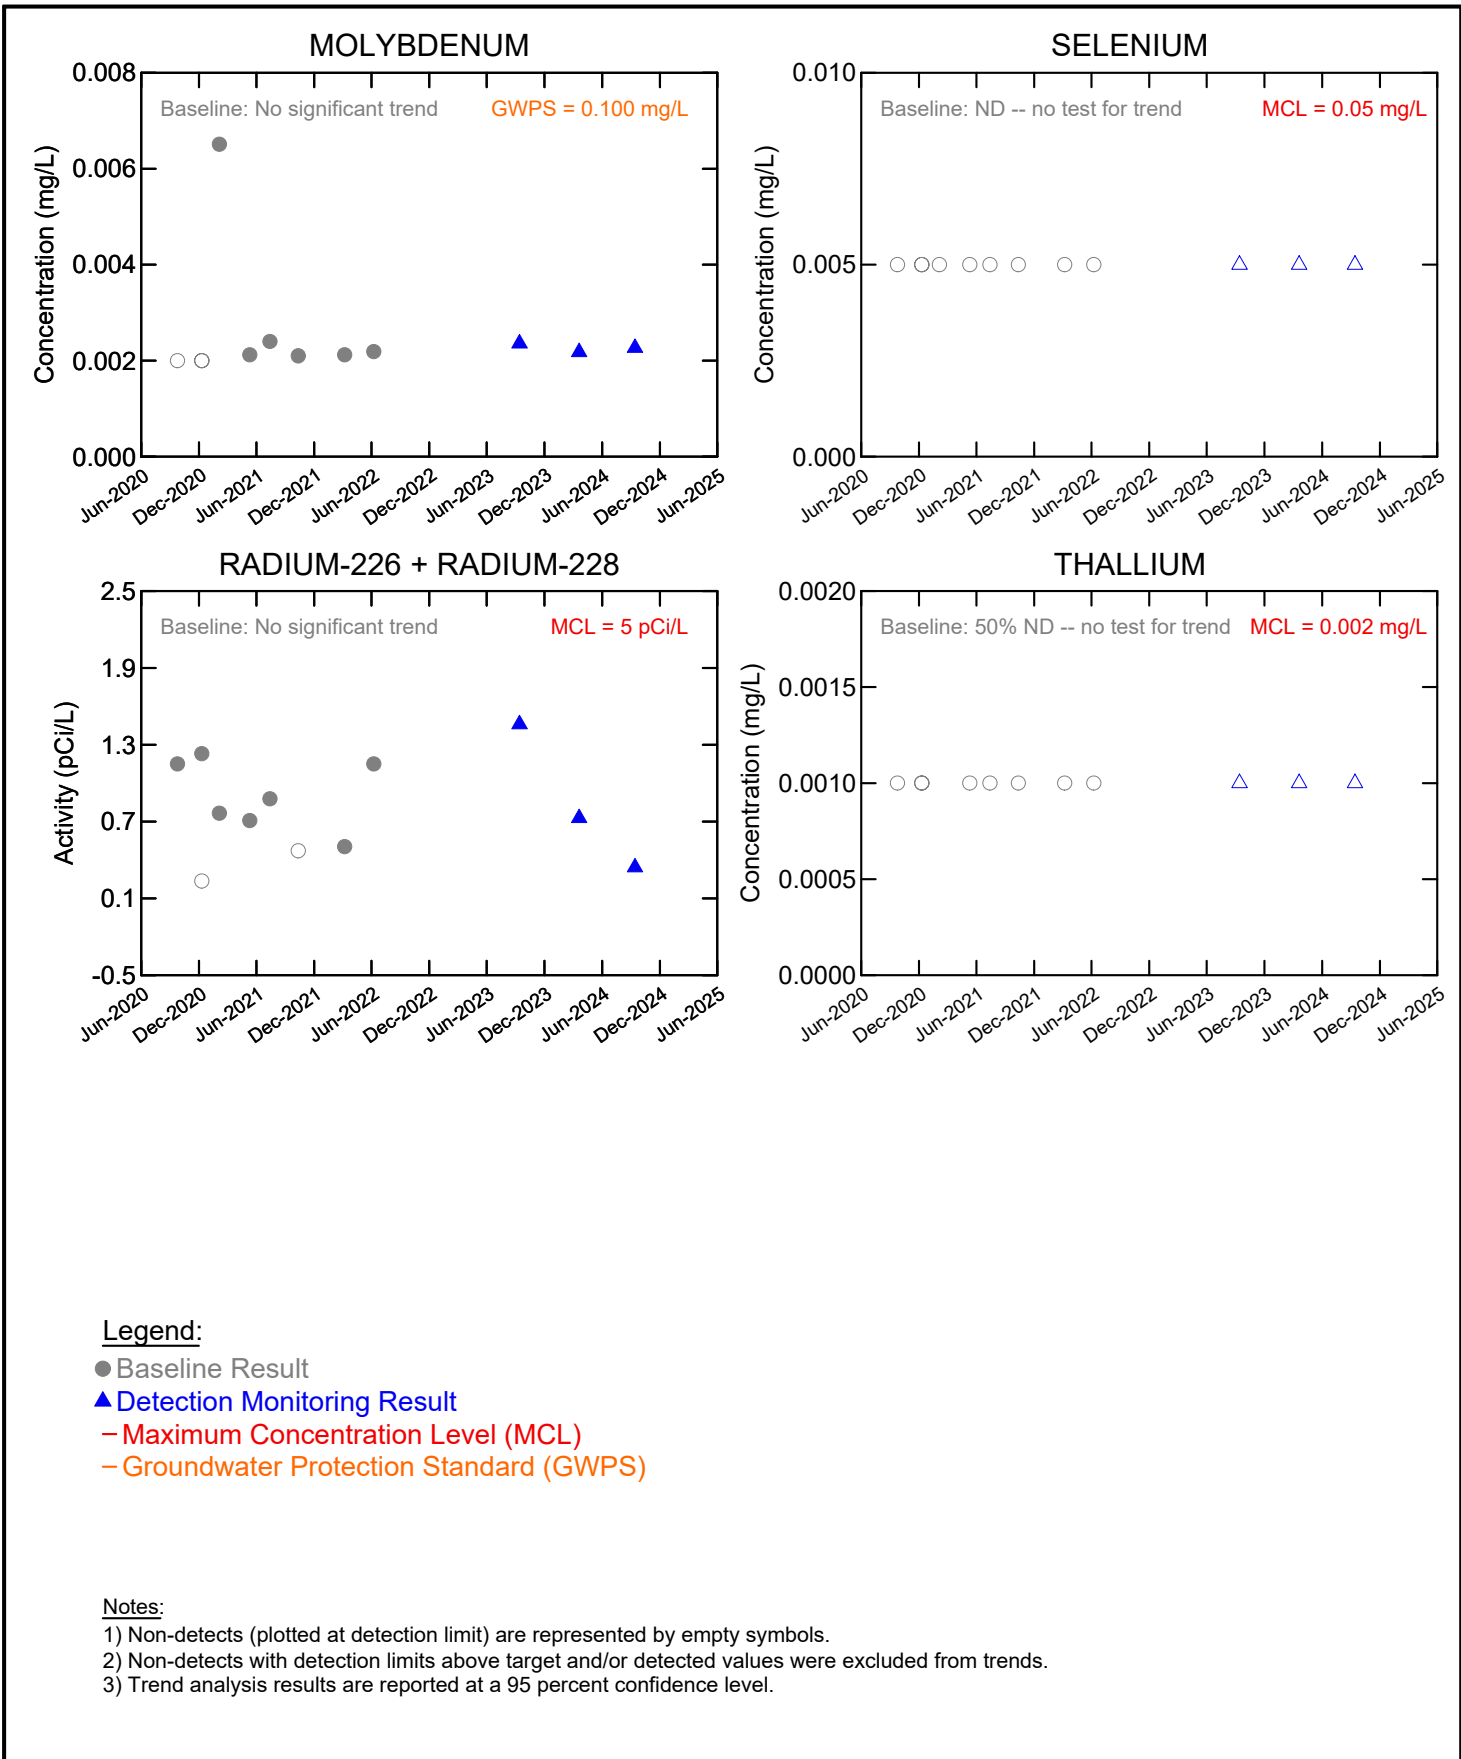 MOLYBDENUM
Baseline: No significant trend
GWPS = 0.100 mg/L
Concentration (mg/L)
0.008
0.006
0.004
0.002
0.000
Jun-2020
Dec-2020
Jun-2021
Dec-2021
Jun-2022
Dec-2022
Jun-2023
Dec-2023
Jun-2024
Dec-2024
Jun-2025
SELENIUM
Baseline: ND -- no test for trend
MCL = 0.05 mg/L
Concentration (mg/L)
0.010
0.005
0.000
Jun-2020
Dec-2020
Jun-2021
Dec-2021
Jun-2022
Dec-2022
Jun-2023
Dec-2023
Jun-2024
Dec-2024
Jun-2025
RADIUM-226 + RADIUM-228
Baseline: No significant trend
MCL = 5 pCi/L
Activity (pCi/L)
2.5
1.9
1.3
0.7
0.1
-0.5
Jun-2020
Dec-2020
Jun-2021
Dec-2021
Jun-2022
Dec-2022
Jun-2023
Dec-2023
Jun-2024
Dec-2024
Jun-2025
THALLIUM
Baseline: 50% ND -- no test for trend
MCL = 0.002 mg/L
Concentration (mg/L)
0.0020
0.0015
0.0010
0.0005
0.0000
Jun-2020
Dec-2020
Jun-2021
Dec-2021
Jun-2022
Dec-2022
Jun-2023
Dec-2023
Jun-2024
Dec-2024
Jun-2025
Legend:
Baseline Result
Detection Monitoring Result
Maximum Concentration Level (MCL)
Groundwater Protection Standard (GWPS)
Notes:
1) Non-detects (plotted at detection limit) are represented by empty symbols.
2) Non-detects with detection limits above target and/or detected values were excluded from trends.
3) Trend analysis results are reported at a 95 percent confidence level.